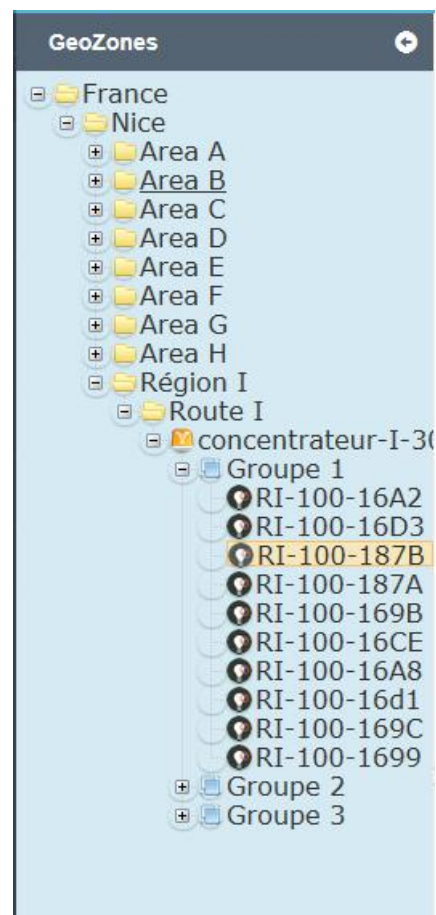 GeoZones
France
Nice
Area A
Area B
Area C
Area D
Area E
Area F
Area G
Area H
Région I
Route I
concentrateur-I-30
Groupe 1
RI-100-16A2
RI-100-16D3
RI-100-187B
RI-100-187A
RI-100-169B
RI-100-16CE
RI-100-16A8
RI-100-16d1
RI-100-169C
RI-100-1699
Groupe 2
Groupe 3